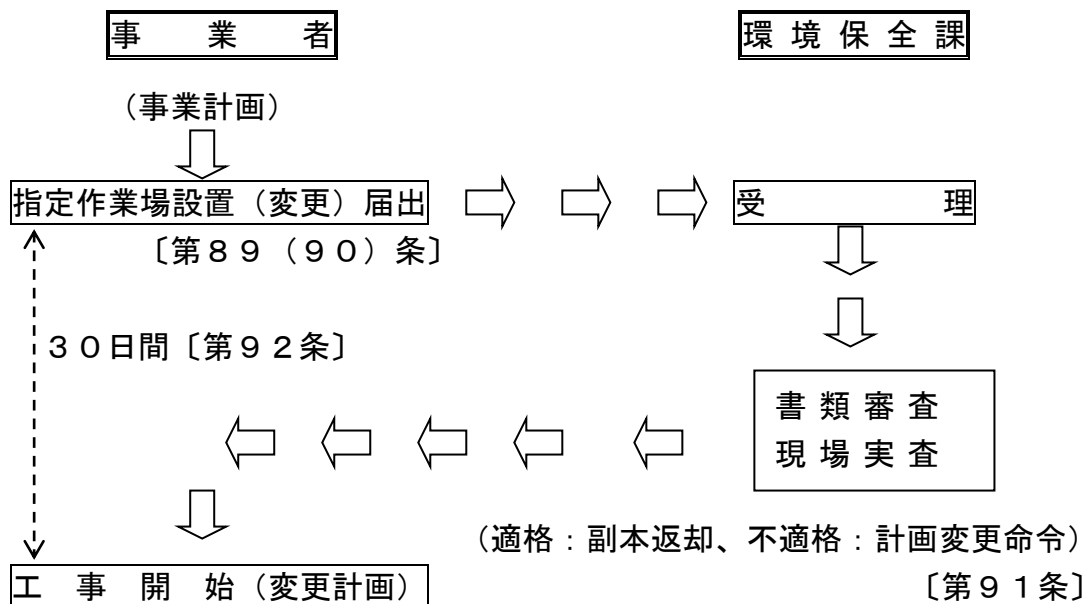 事業者
環境保全課
（事業計画）
指定作業場設置（変更）届出
受理
〔第８９（９０）条〕
３０日間〔第９２条〕
書類審査
現場実査
（適格：副本返却、不適格：計画変更命令）
〔第９１条〕
工事開始（変更計画）